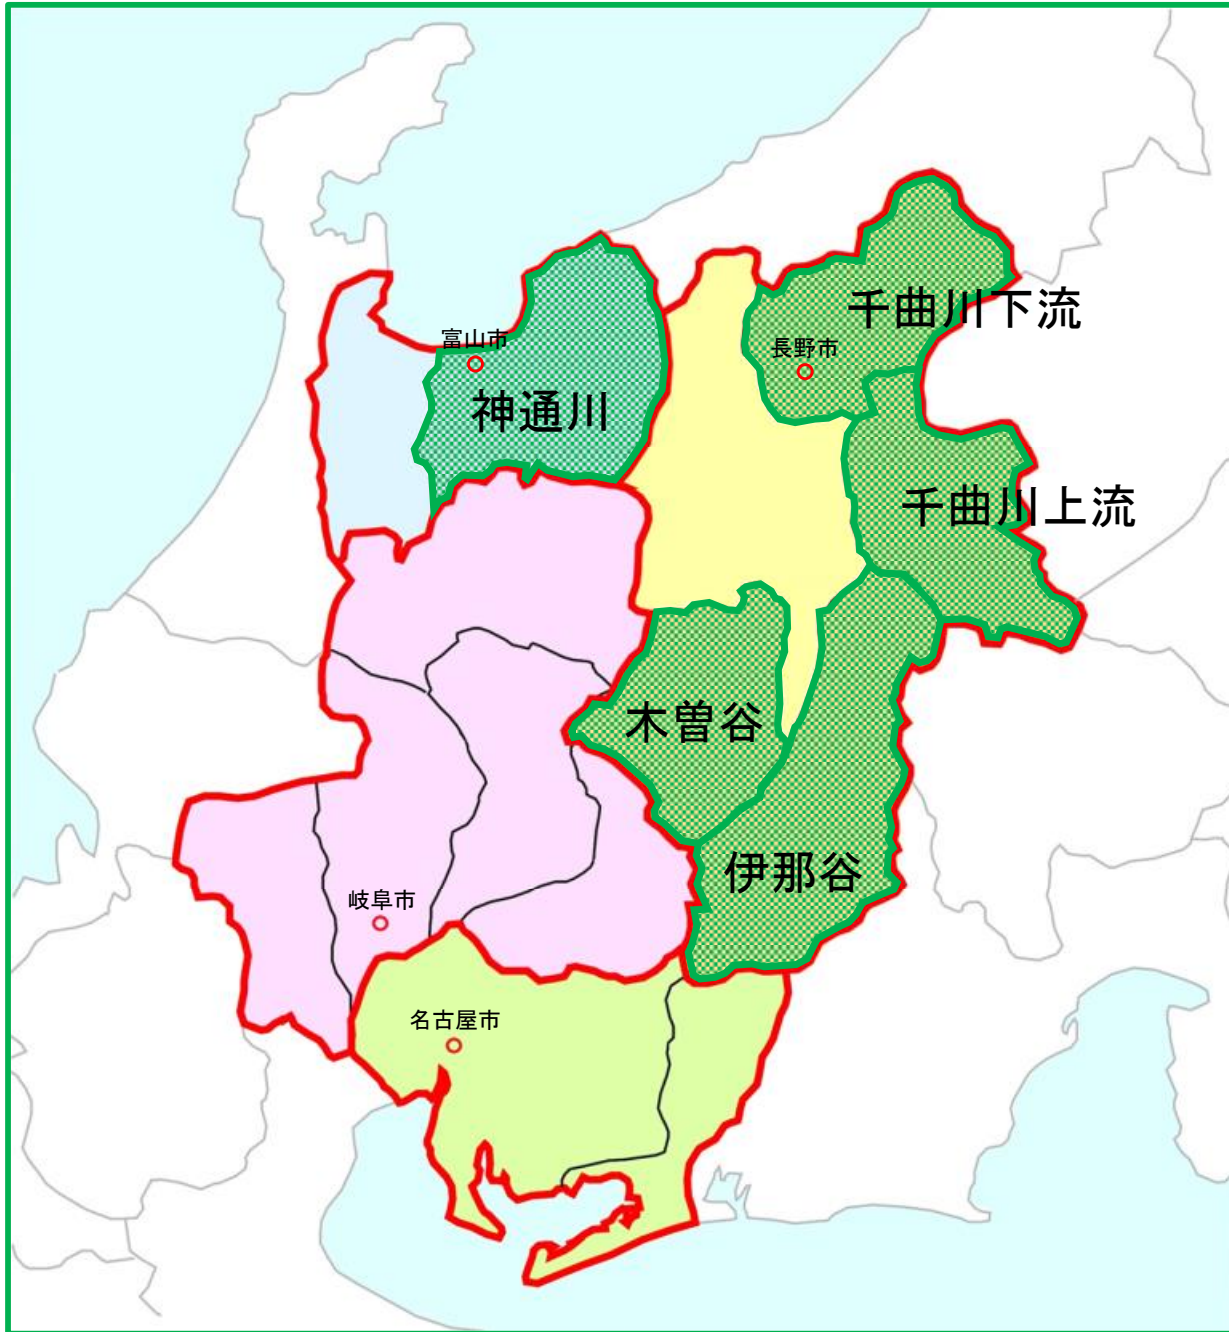 千曲川下流
富山市
長野市
神通川
千曲川上流
木曽谷
伊那谷
岐阜市
名古屋市